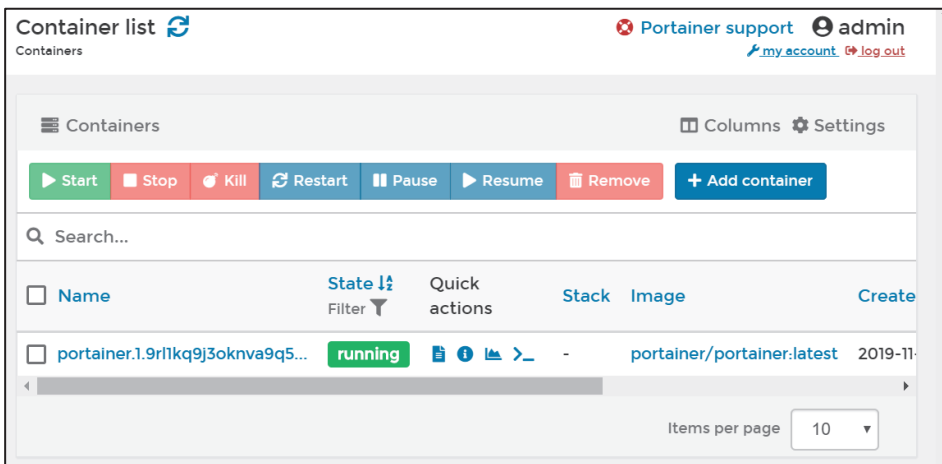 Container list
Portainer support admin
Containers
my account log out
Containers
Columns Settings
Start Stop Kill Restart Pause Resume Remove + Add container
Search...
Name State Filter Quick actions Stack Image Create
portainer.1.9rl1kq9j3oknva9q5... running >_ - portainer/portainer:latest 2019-11-
Items per page 10